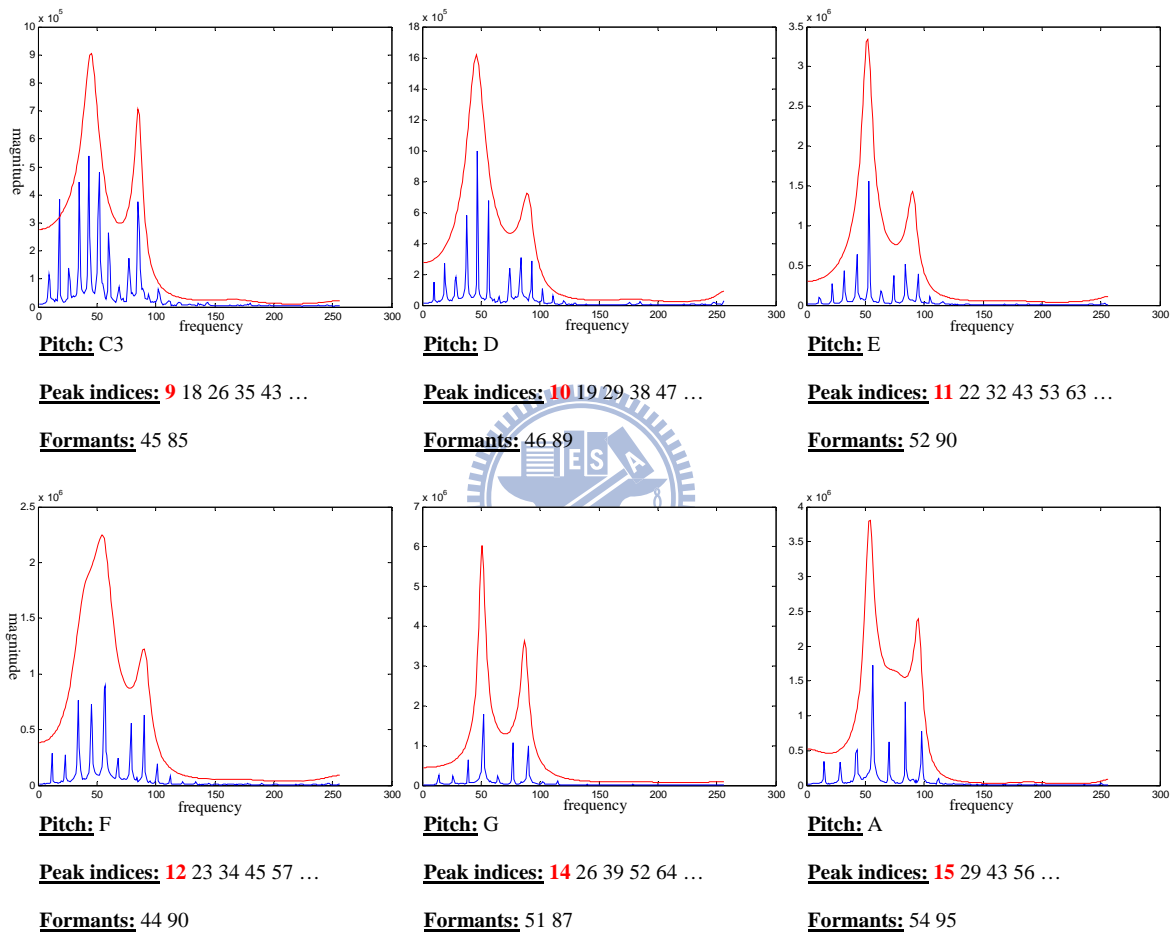 x 10^5
10
9
8
7
6
5
4
3
2
1
0
magnitude
0 50 100 150 200 250 300
frequency
Pitch: C3
Peak indices: 9 18 26 35 43 …
Formants: 45 85
x 10^5
18
16
14
12
10
8
6
4
2
0
0 50 100 150 200 250 300
frequency
Pitch: D
Peak indices: 10 19 29 38 47 …
Formants: 46 89
x 10^6
3.5
3
2.5
2
1.5
1
0.5
0
0 50 100 150 200 250 300
frequency
Pitch: E
Peak indices: 11 22 32 43 53 63 …
Formants: 52 90
E S A
x 10^6
2.5
2
1.5
1
0.5
0
magnitude
0 50 100 150 200 250 300
frequency
Pitch: F
Peak indices: 12 23 34 45 57 …
Formants: 44 90
x 10^6
7
6
5
4
3
2
1
0
0 50 100 150 200 250 300
frequency
Pitch: G
Peak indices: 14 26 39 52 64 …
Formants: 51 87
x 10^6
4
3.5
3
2.5
2
1.5
1
0.5
0
0 50 100 150 200 250 300
frequency
Pitch: A
Peak indices: 15 29 43 56 …
Formants: 54 95